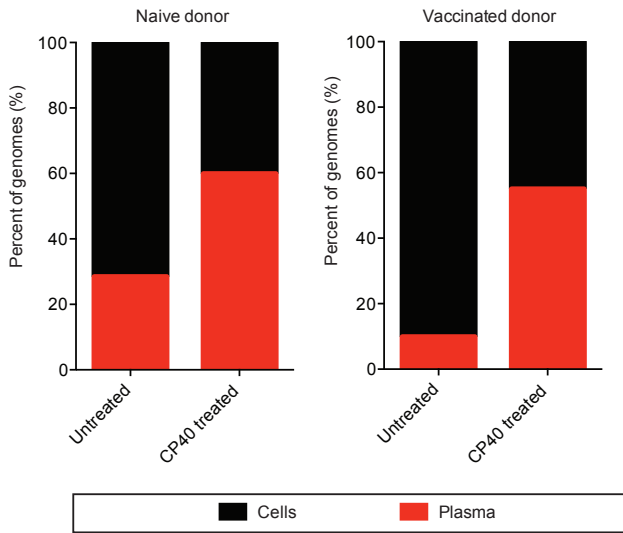 Naive donor
Percent of genomes (%)
100
80
60
40
20
0
Untreated
CP40 treated
Vaccinated donor
Percent of genomes (%)
100
80
60
40
20
0
Untreated
CP40 treated
Cells
Plasma